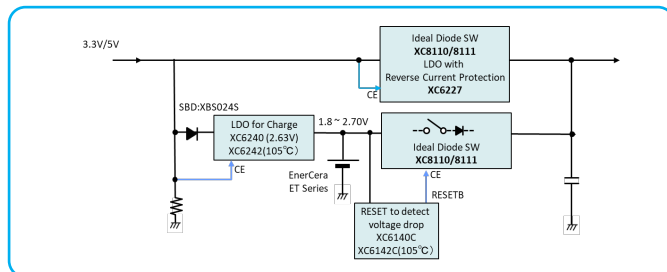 3.3V/5V
Ideal Diode SW
XC8110/8111
LDO with
Reverse Current Protection
XC6227
CE
SBD:XBS024S
LDO for Charge
XC6240 (2.63V)
XC6242(105℃)
CE
1.8 ~ 2.70V
EnerCera
ET Series
Ideal Diode SW
XC8110/8111
CE
RESETB
RESET to detect
voltage drop
XC6140C
XC6142C(105℃)